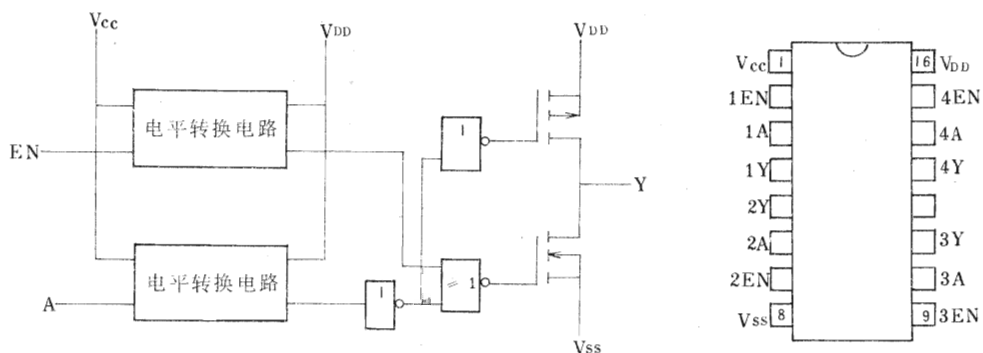 Vcc
VDD
VDD
电平转换电路
EN
1
Y
电平转换电路
A
1
1
Vss
Vcc 1
16 VDD
1EN
4EN
1A
4A
1Y
4Y
2Y
2A
3Y
2EN
3A
Vss 8
9 3EN